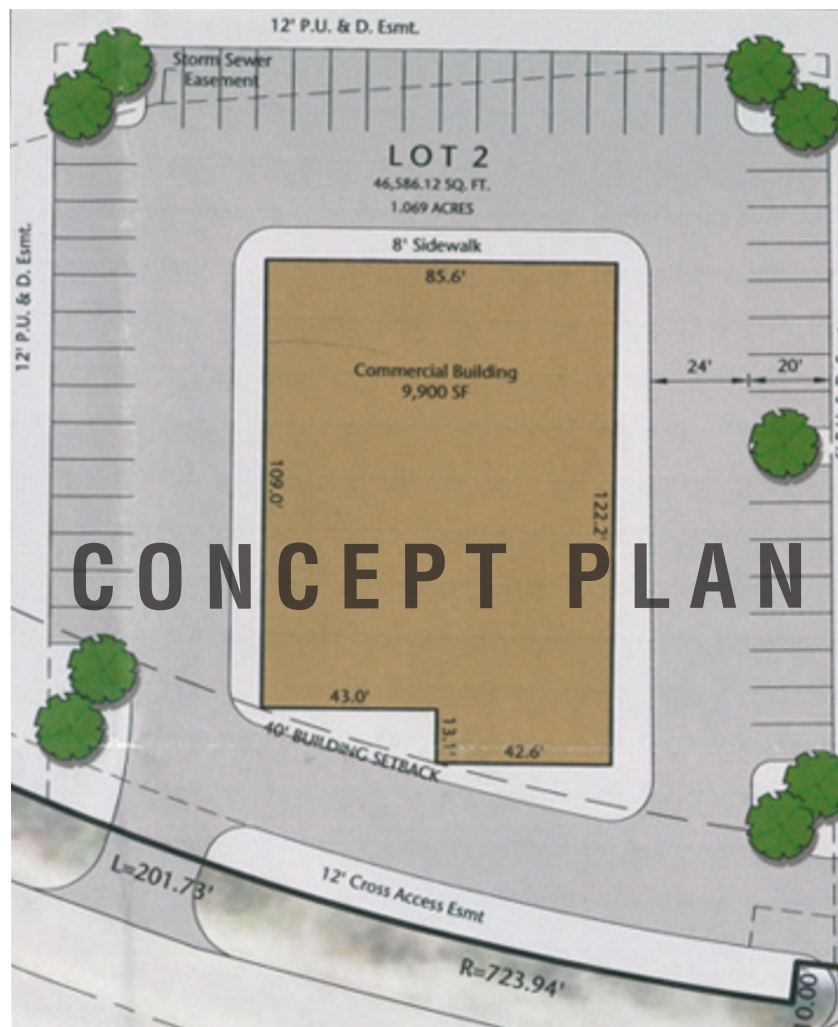 12' P.U. & D. Esmt.
Storm Sewer
Easement
LOT 2
46,586.12 SQ. FT.
1.069 ACRES
8' Sidewalk
85.6'
12' P.U. & D. Esmt.
Commercial Building
9,900 SF
24'
20'
109.0'
122.2'
CONCEPT PLAN
43.0'
13.1'
42.6'
40' BUILDING SETBACK
L=201.73'
12' Cross Access Esmt
R=723.94'